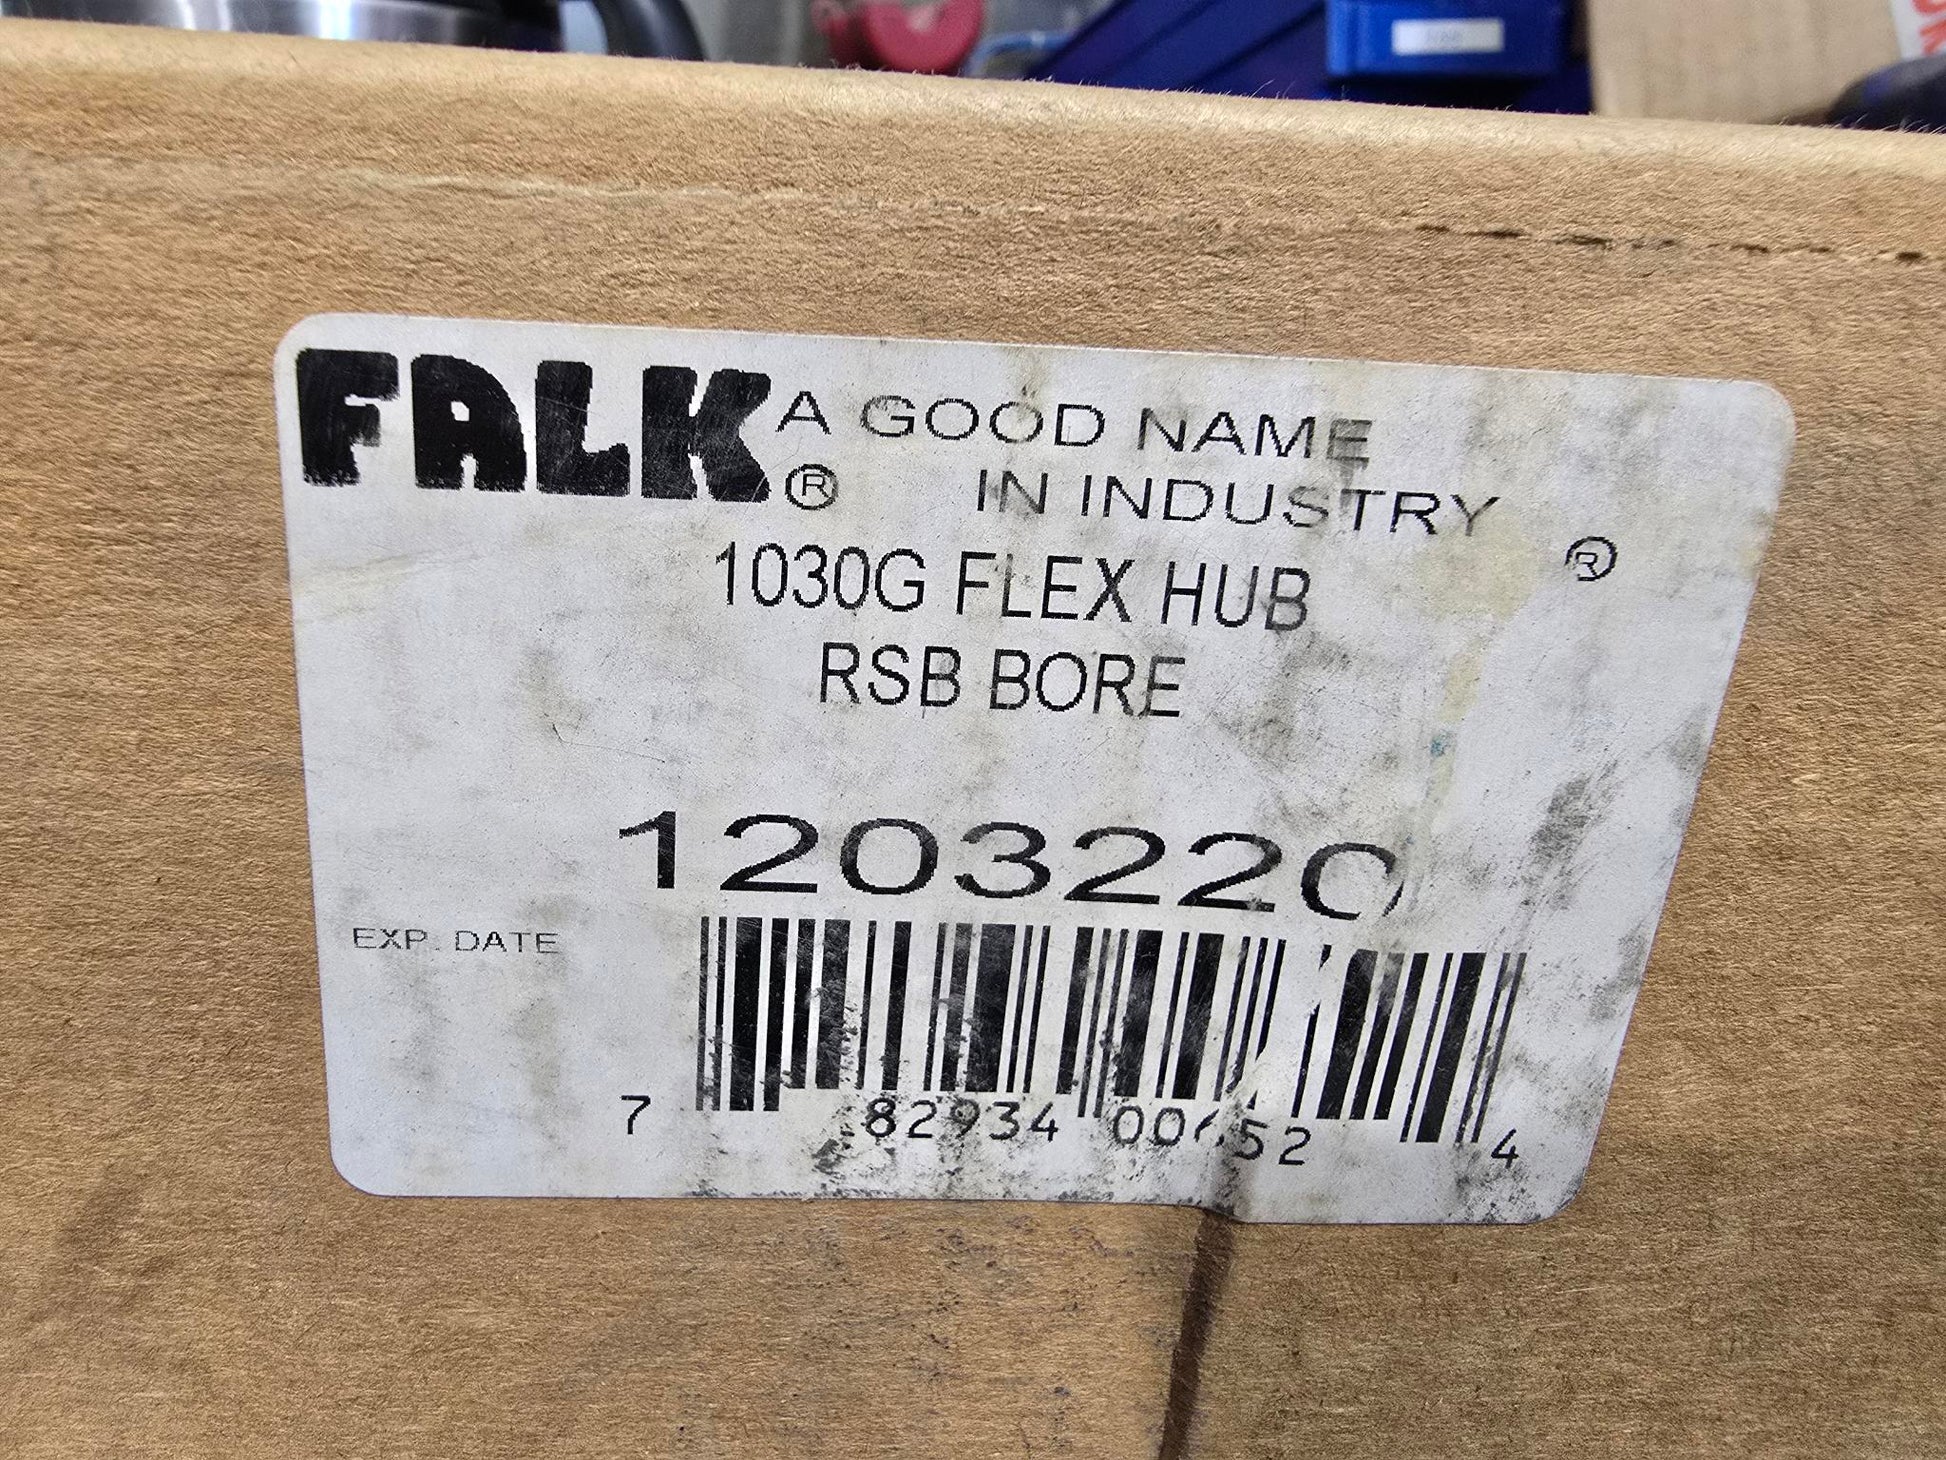 FALK® A GOOD NAME
IN INDUSTRY ®
1030G FLEX HUB
RSB BORE
1203220
EXP. DATE
7 82934 00652 4